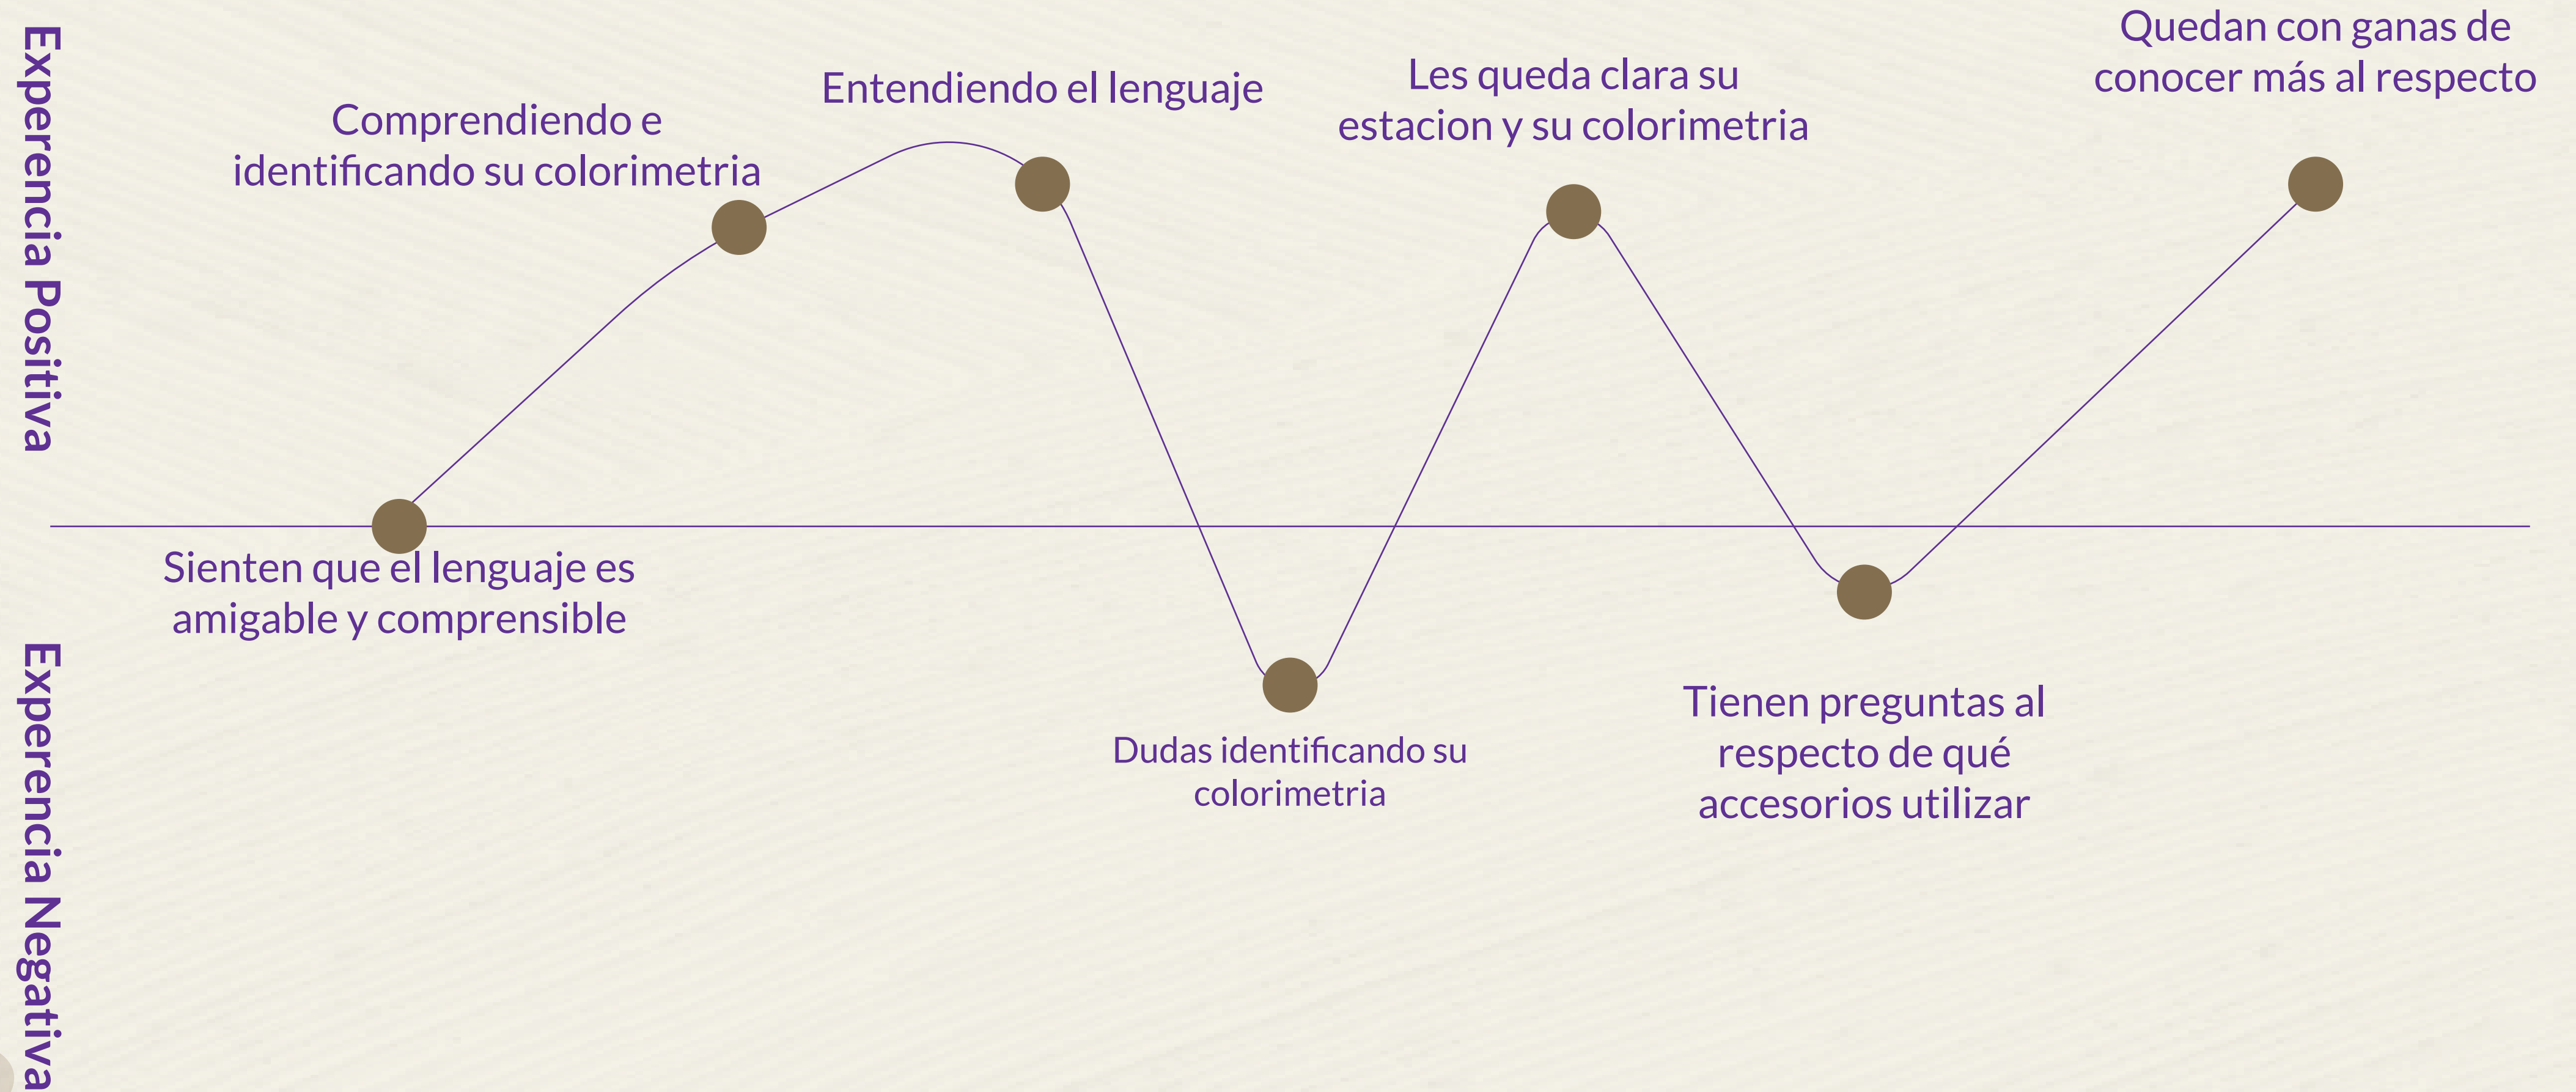 Experencia Positiva
Comprendiendo e
identificando su colorimetria
Entendiendo el lenguaje
Les queda clara su
estacion y su colorimetria
Quedan con ganas de
conocer más al respecto
Sienten que el lenguaje es
amigable y comprensible
Experencia Negativa
Dudas identificando su
colorimetria
Tienen preguntas al
respecto de qué
accesorios utilizar